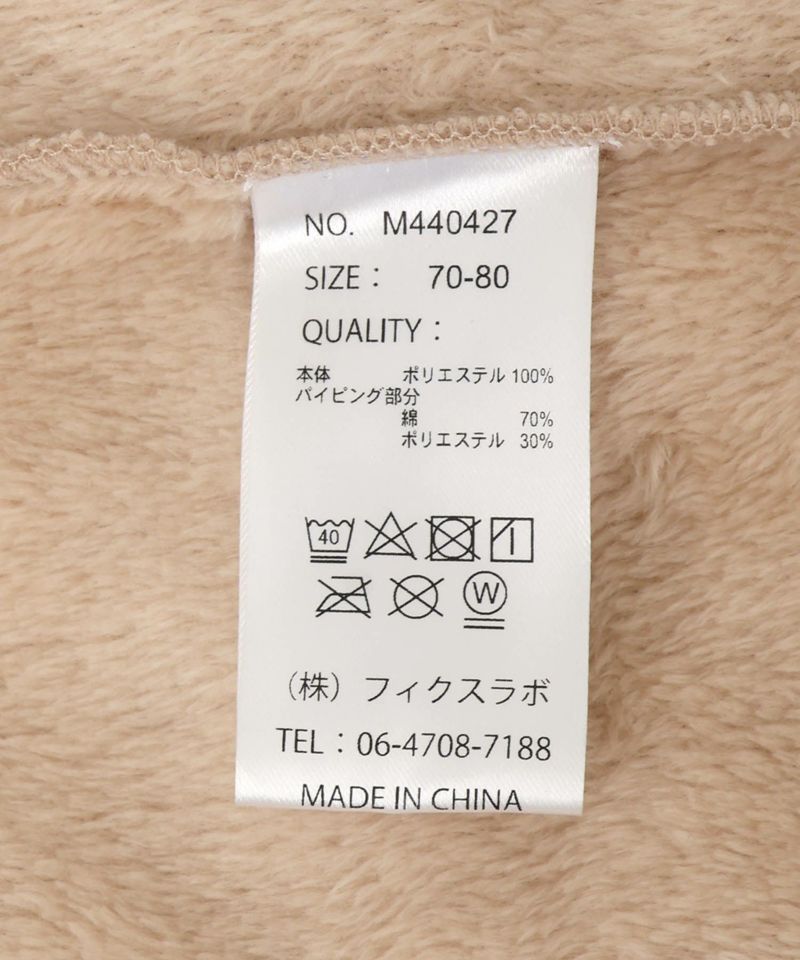 NO. M440427
SIZE： 70-80
QUALITY：
本体 ポリエステル 100%
パイピング部分
綿 70%
ポリエステル 30%
40
W
（株）フィクスラボ
TEL：06-4708-7188
MADE IN CHINA